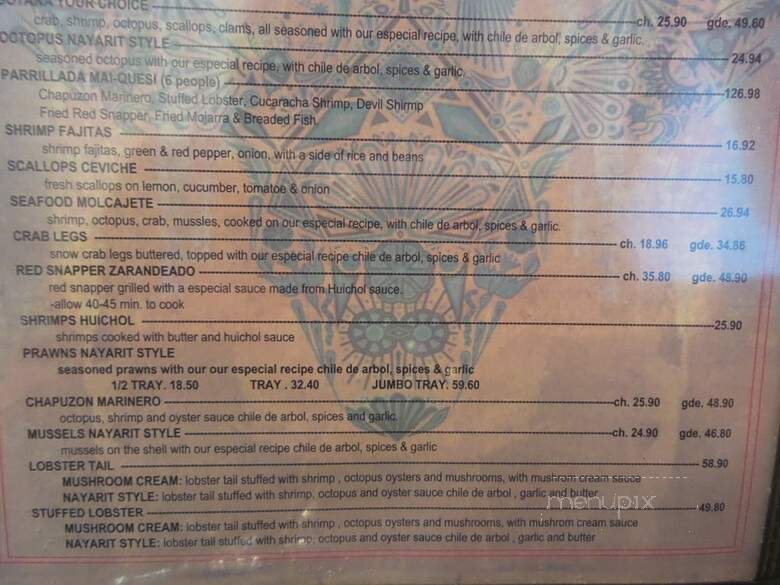 YOUR CHOICE ch. 25.90 gde. 49.60
crab, shrimp, octopus, scallops, clams, all seasoned with our especial recipe, with chile de arbol, spices & garlic.
OCTOPUS NAYARIT STYLE 24.94
seasoned octopus with our especial recipe, with chile de arbol, spices & garlic.
PARRILLADA MAI-QUESI (6 people) 126.98
Chapuzon Marinero, Stuffed Lobster, Cucaracha Shrimp, Devil Shirmp
Fried Red Snapper, Fried Mojarra & Breaded Fish
SHRIMP FAJITAS 16.92
shrimp fajitas, green & red pepper, onion, with a side of rice and beans
SCALLOPS CEVICHE 15.80
fresh scallops on lemon, cucumber, tomatoe & onion
SEAFOOD MOLCAJETE 26.94
shrimp, octopus, crab, mussles, cooked on our especial recipe, with chile de arbol, spices & garlic.
CRAB LEGS ch. 18.96 gde. 34.86
snow crab legs buttered, topped with our especial recipe chile de arbol, spices & garlic
RED SNAPPER ZARANDEADO ch. 35.80 gde. 48.90
red snapper grilled with a especial sauce made from Huichol sauce.
-allow 40-45 min. to cook
SHRIMPS HUICHOL 25.90
shrimps cooked with butter and huichol sauce
PRAWNS NAYARIT STYLE
seasoned prawns with our our especial recipe chile de arbol, spices & garlic
1/2 TRAY. 18.50 TRAY . 32.40 JUMBO TRAY. 59.60
CHAPUZON MARINERO ch. 25.90 gde. 48.90
octopus, shrimp and oyster sauce chile de arbol, spices and garlic.
MUSSELS NAYARIT STYLE ch. 24.90 gde. 46.80
mussels on the shell with our especial recipe chile de arbol, spices & garlic
LOBSTER TAIL 58.90
MUSHROOM CREAM: lobster tail stuffed with shrimp , octopus oysters and mushrooms, with mushrom cream sauce
NAYARIT STYLE: lobster tail stuffed with shrimp, octopus and oyster sauce chile de arbol , garlic and butter
menupix
STUFFED LOBSTER 49.80
MUSHROOM CREAM: lobster tail stuffed with shrimp , octopus oysters and mushrooms, with mushrom cream sauce
NAYARIT STYLE: lobster tail stuffed with shrimp, octopus and oyster sauce chile de arbol , garlic and butter